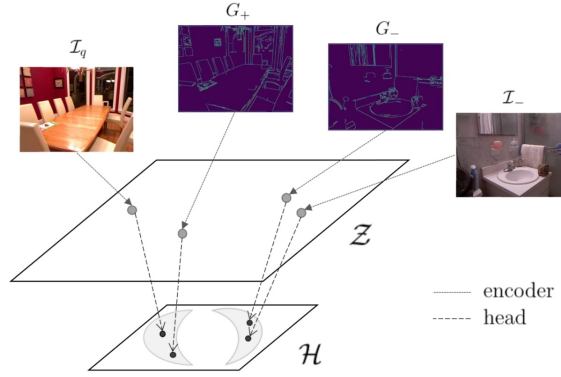 G₊
G₋
𝓘_q
𝓘₋
𝒵
encoder
head
ℋ